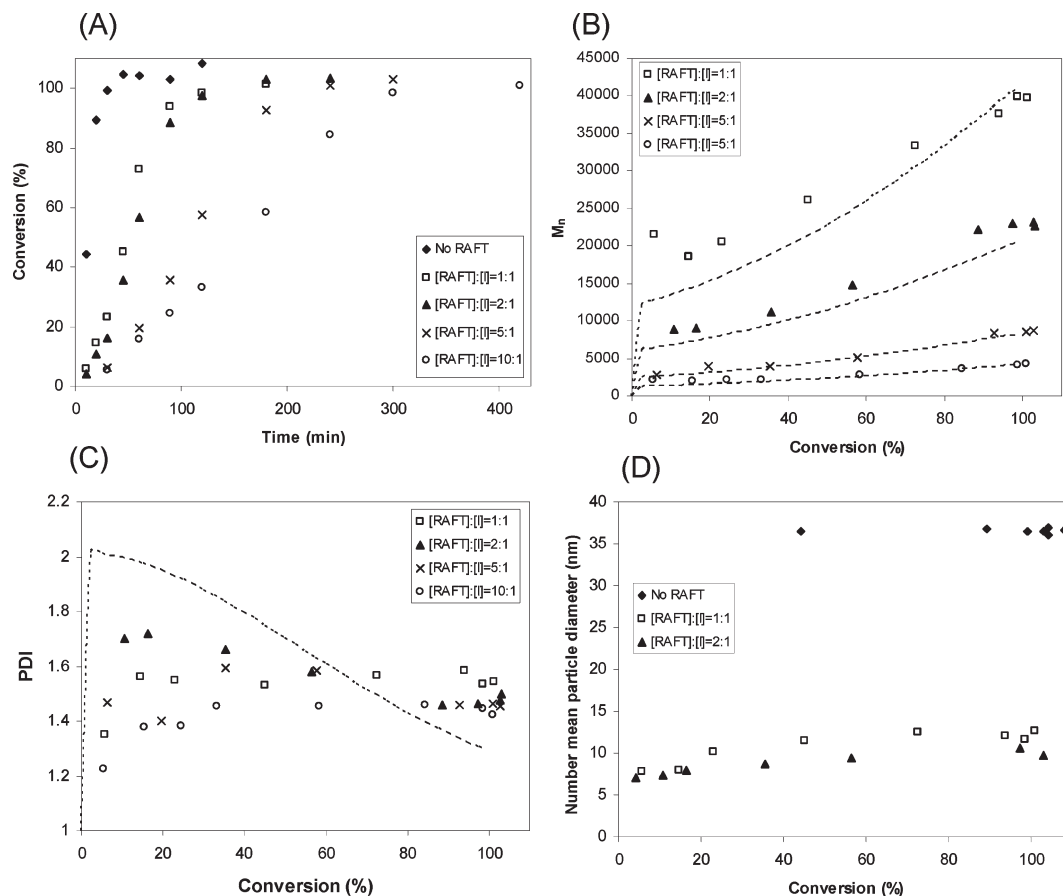 (A)
100
80
60
40
20
0
0 100 200 300 400
Conversion (%)
Time (min)
No RAFT
[RAFT]:[I]=1:1
[RAFT]:[I]=2:1
[RAFT]:[I]=5:1
[RAFT]:[I]=10:1
(B)
45000
40000
35000
30000
25000
20000
15000
10000
5000
0
0 20 40 60 80 100
Mn
Conversion (%)
[RAFT]:[I]=1:1
[RAFT]:[I]=2:1
[RAFT]:[I]=5:1
[RAFT]:[I]=5:1
(C)
2.2
2
1.8
1.6
1.4
1.2
1
0 20 40 60 80 100
PDI
Conversion (%)
[RAFT]:[I]=1:1
[RAFT]:[I]=2:1
[RAFT]:[I]=5:1
[RAFT]:[I]=10:1
(D)
40
35
30
25
20
15
10
5
0
0 20 40 60 80 100
Number mean particle diameter (nm)
Conversion (%)
No RAFT
[RAFT]:[I]=1:1
[RAFT]:[I]=2:1